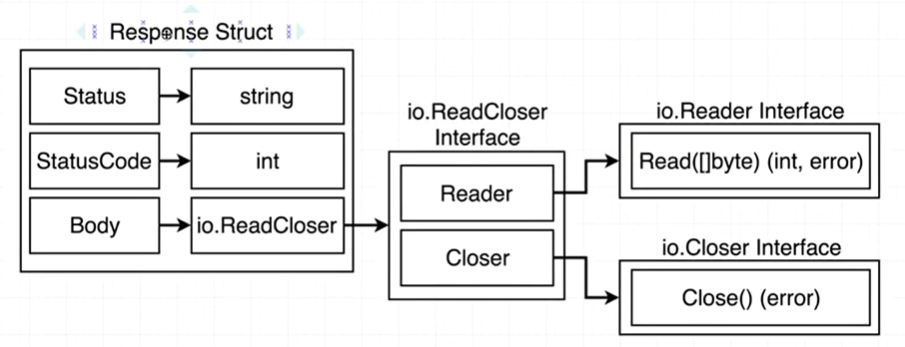 Response Struct
Status
string
StatusCode
int
Body
io.ReadCloser
io.ReadCloser
Interface
Reader
Closer
io.Reader Interface
Read([]byte) (int, error)
io.Closer Interface
Close() (error)